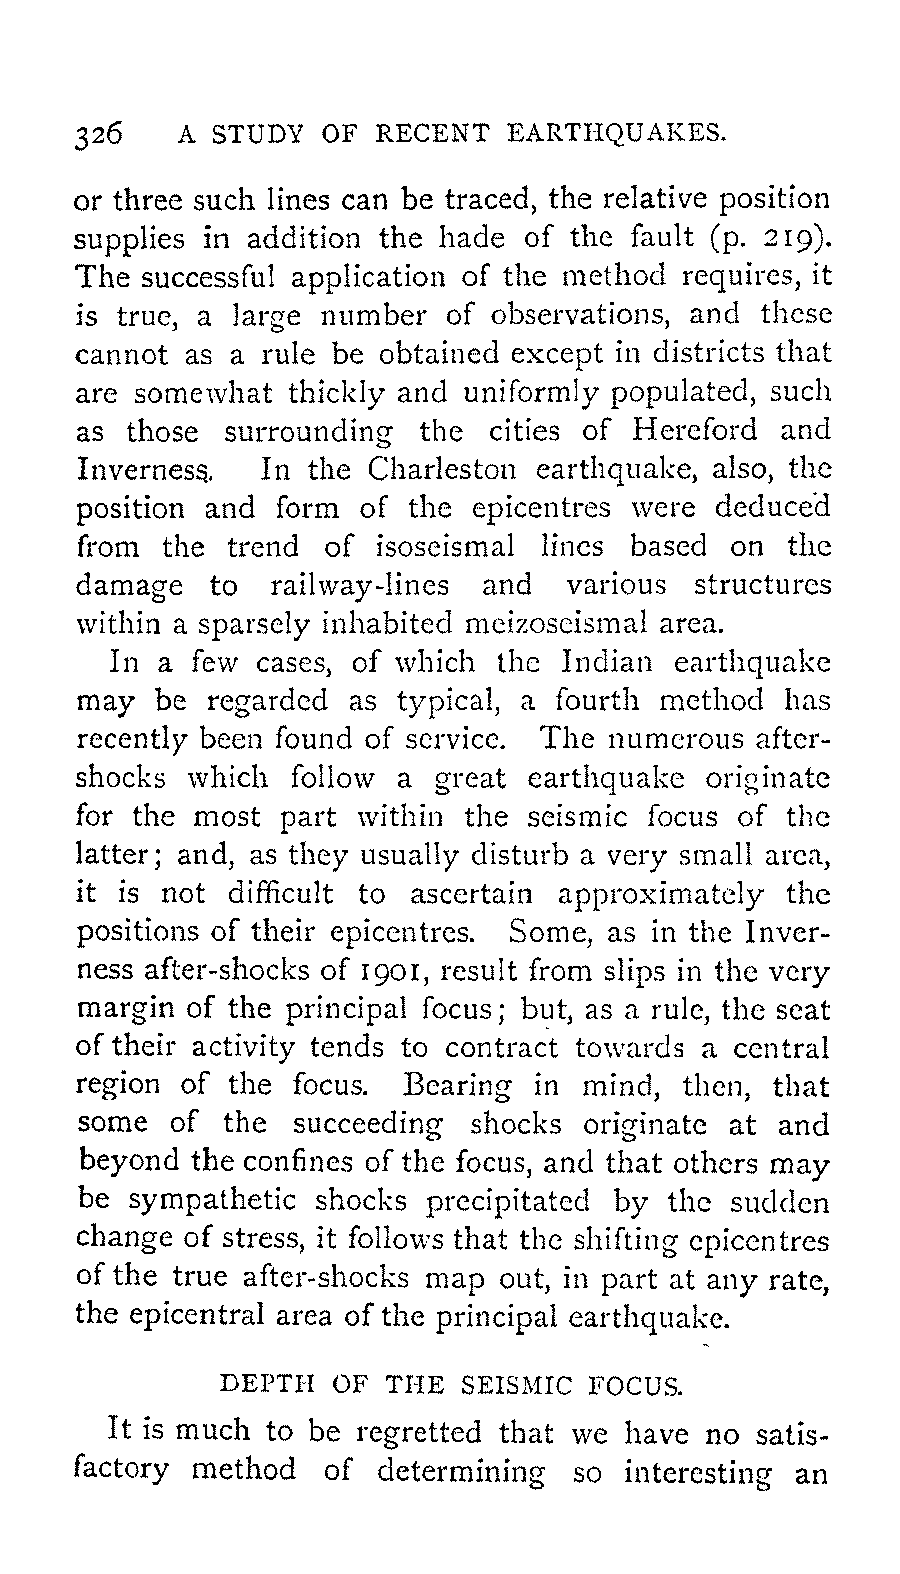 326 A STUDY OF RECENT EARTHQUAKES.
or three such lines can be traced, the relative position
supplies in addition the hade of the fault (p. 219).
The successful application of the method requires, it
is true, a large number of observations, and these
cannot as a rule be obtained except in districts that
are somewhat thickly and uniformly populated, such
as those surrounding the cities of Hereford and
Inverness. In the Charleston earthquake, also, the
position and form of the epicentres were deduced
from the trend of isoseismal lines based on the
damage to railway-lines and various structures
within a sparsely inhabited meizoseismal area.
In a few cases, of which the Indian earthquake
may be regarded as typical, a fourth method has
recently been found of service. The numerous after-
shocks which follow a great earthquake originate
for the most part within the seismic focus of the
latter; and, as they usually disturb a very small area,
it is not difficult to ascertain approximately the
positions of their epicentres. Some, as in the Inver-
ness after-shocks of 1901, result from slips in the very
margin of the principal focus; but, as a rule, the seat
of their activity tends to contract towards a central
region of the focus. Bearing in mind, then, that
some of the succeeding shocks originate at and
beyond the confines of the focus, and that others may
be sympathetic shocks precipitated by the sudden
change of stress, it follows that the shifting epicentres
of the true after-shocks map out, in part at any rate,
the epicentral area of the principal earthquake.
DEPTH OF THE SEISMIC FOCUS.
It is much to be regretted that we have no satis-
factory method of determining so interesting an